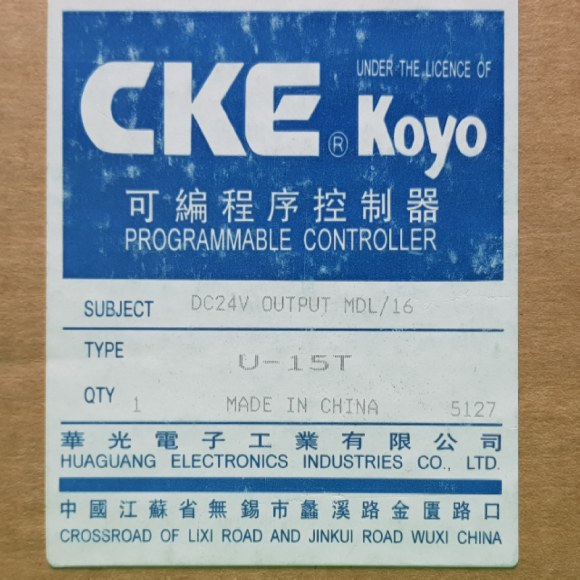 UNDER THE LICENCE OF
CKE® Koyo
可編程序控制器
PROGRAMMABLE CONTROLLER
SUBJECT DC24V OUTPUT MDL/16
TYPE U-15T
QTY 1 MADE IN CHINA 5127
華光電子工業有限公司
HUAGUANG ELECTRONICS INDUSTRIES CO., LTD.
中國江蘇省無錫市蠡溪路金匱路口
CROSSROAD OF LIXI ROAD AND JINKUI ROAD WUXI CHINA